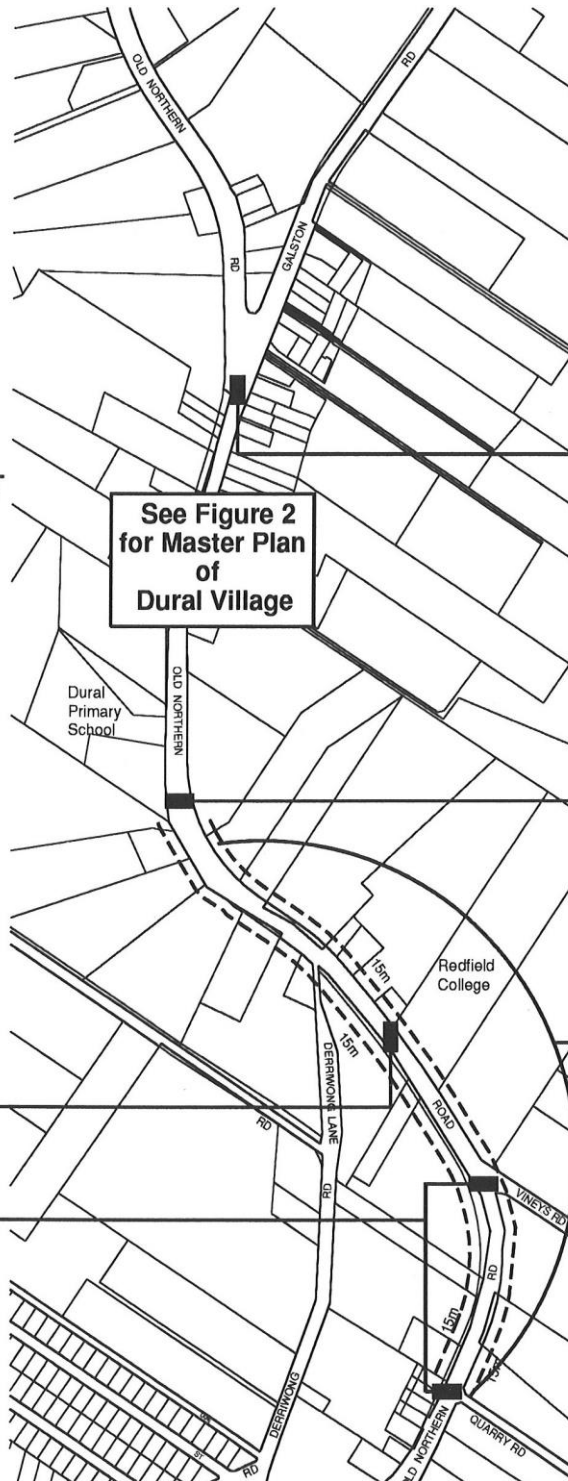 OLD NORTHERN
RD
GALSTON
RD
See Figure 2
for Master Plan
of
Dural Village
OLD NORTHERN
Dural
Primary
School
15m
Redfield
College
15m
DERRIWONG LANE
RD
ROAD
RD
VINEYS RD
RD
15m
15m
DERRIWONG
RD
ST
OLD NORTHERN
QUARRY RD